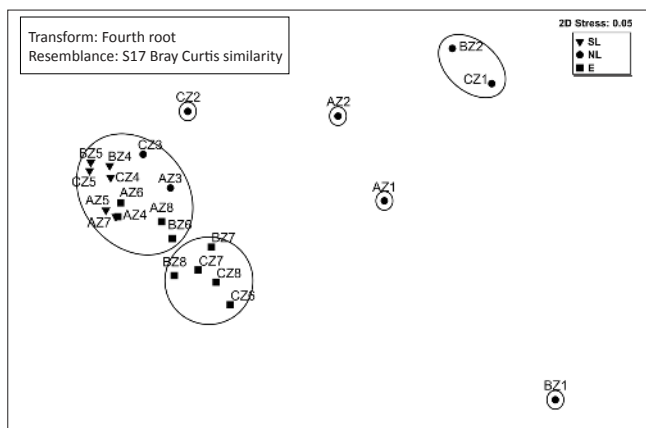 Transform: Fourth root
Resemblance: S17 Bray Curtis similarity
2D Stress: 0.05
SL
NL
E
BZ2
CZ1
CZ2
AZ2
CZ3
BZ5
BZ4
CZ5
CZ4
AZ3
AZ1
AZ6
AZ5
AZ8
AZ7
AZ4
BZ6
BZ7
BZ8
CZ7
CZ8
CZ6
BZ1